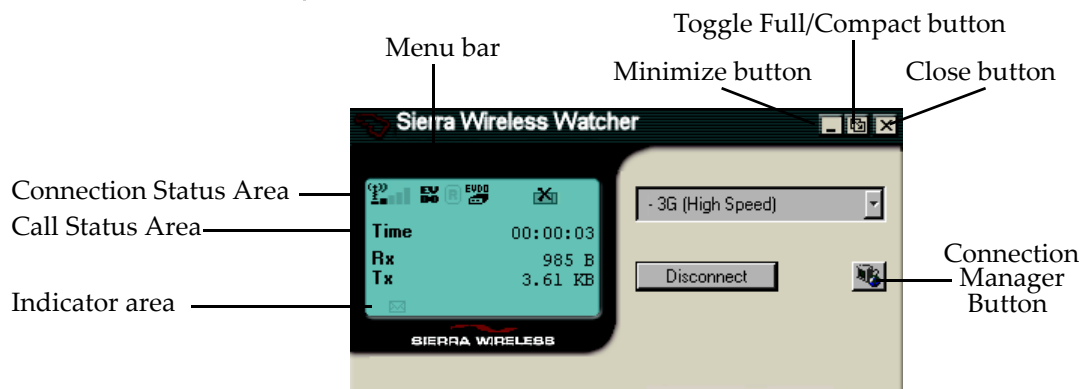 Toggle Full/Compact button
Menu bar
Minimize button
Close button
Sierra Wireless Watcher
Connection Status Area
EV DO R EVDO
- 3G (High Speed)
Call Status Area
Time 00:00:03
Rx 985 B
Tx 3.61 KB
Disconnect
Connection
Manager
Button
Indicator area
SIERRA WIRELESS